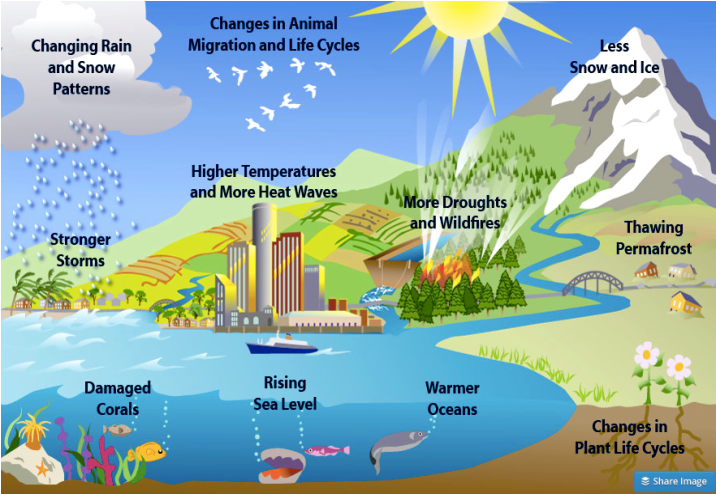 Changing Rain
and Snow
Patterns
Changes in Animal
Migration and Life Cycles
Less
Snow and Ice
Higher Temperatures
and More Heat Waves
More Droughts
and Wildfires
Stronger
Storms
Thawing
Permafrost
Damaged
Corals
Rising
Sea Level
Warmer
Oceans
Changes in
Plant Life Cycles
Share Image